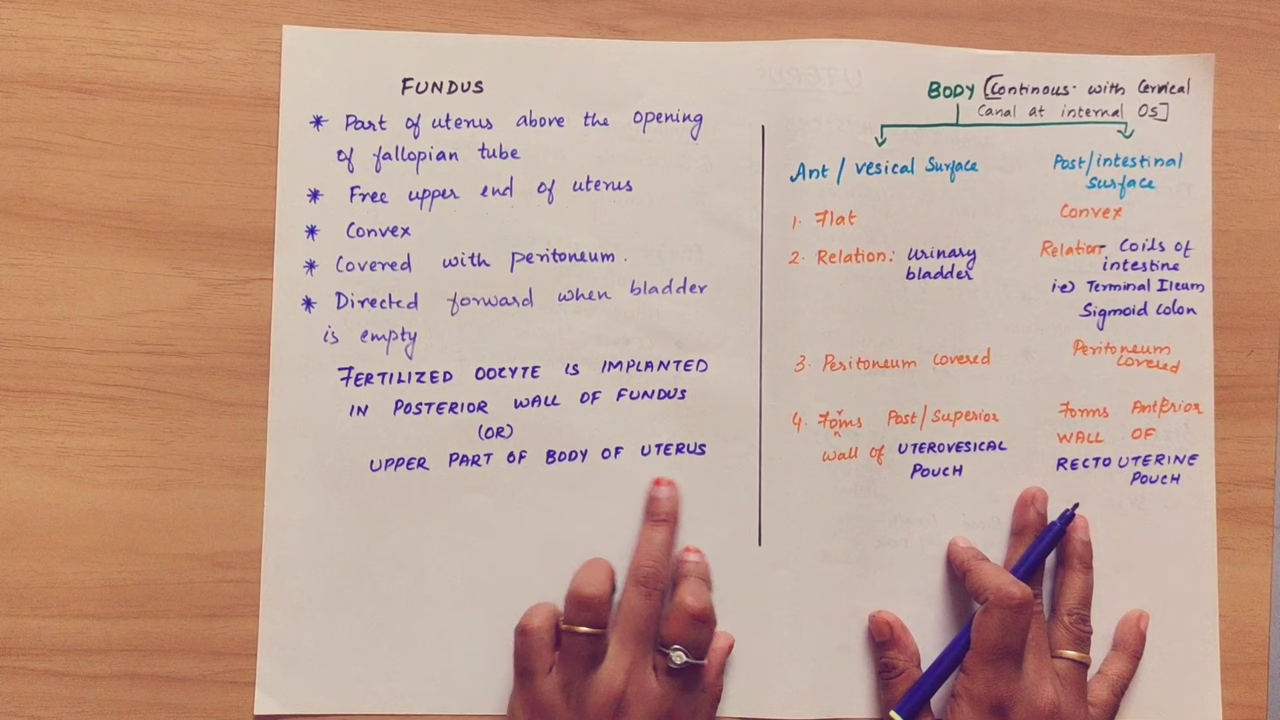 FUNDUS
* Part of uterus above the opening
of fallopian tube
* Free upper end of uterus
* Convex
* Covered with peritoneum.
* Directed forward when bladder
is empty
FERTILIZED OOCYTE IS IMPLANTED
IN POSTERIOR WALL OF FUNDUS
(OR)
UPPER PART OF BODY OF UTERUS
BODY [Continous. with Cervical
Canal at internal OS]
Ant / vesical Surface
1. Flat
2. Relation: Urinary
bladder
3. Peritoneum Covered
4. Forms Post/Superior
wall of UTEROVESICAL
POUCH
Post/intestinal
Surface
Convex
Relation- Coils of
intestine
ie) Terminal Ileum
Sigmoid Colon
Peritoneum
Covered
Forms Anterior
WALL OF
RECTO UTERINE
POUCH
UTERUS